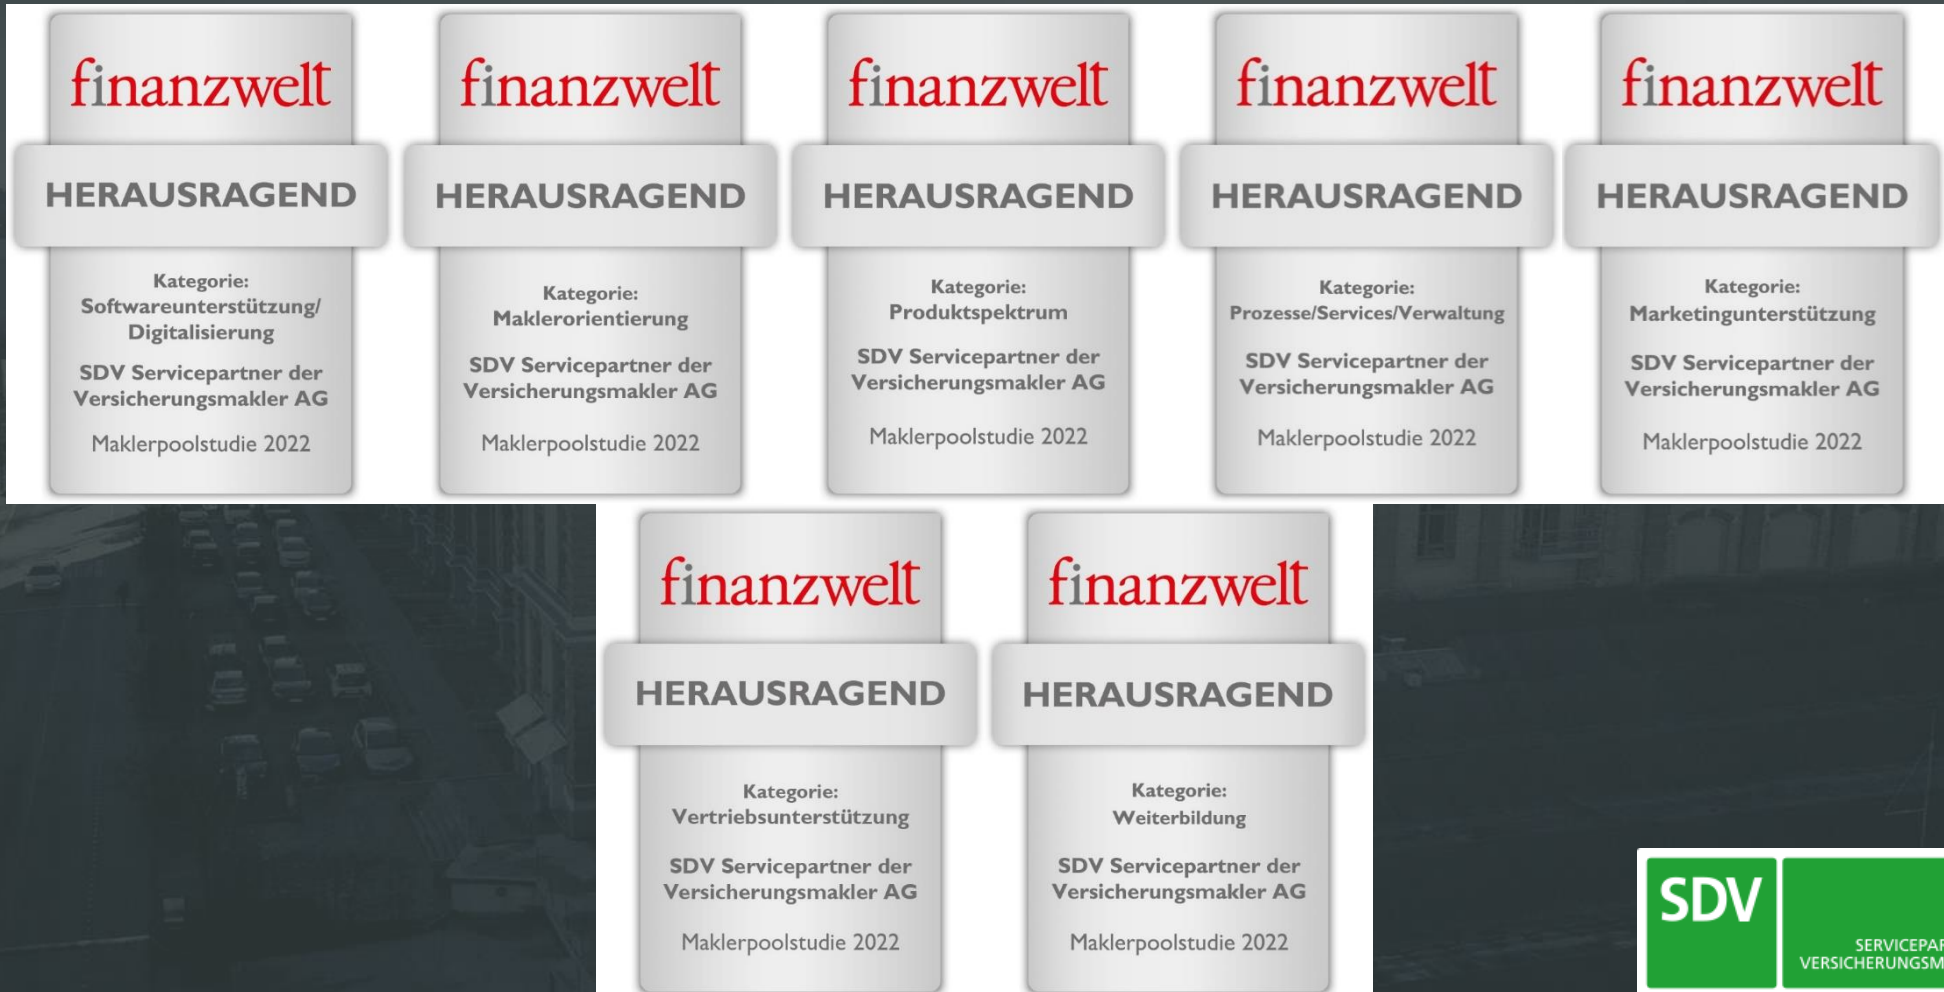 finanzwelt
HERAUSRAGEND
Kategorie:
Softwareunterstützung/
Digitalisierung
SDV Servicepartner der
Versicherungsmakler AG
Maklerpoolstudie 2022
finanzwelt
HERAUSRAGEND
Kategorie:
Maklerorientierung
SDV Servicepartner der
Versicherungsmakler AG
Maklerpoolstudie 2022
finanzwelt
HERAUSRAGEND
Kategorie:
Produktspektrum
SDV Servicepartner der
Versicherungsmakler AG
Maklerpoolstudie 2022
finanzwelt
HERAUSRAGEND
Kategorie:
Prozesse/Services/Verwaltung
SDV Servicepartner der
Versicherungsmakler AG
Maklerpoolstudie 2022
finanzwelt
HERAUSRAGEND
Kategorie:
Marketingunterstützung
SDV Servicepartner der
Versicherungsmakler AG
Maklerpoolstudie 2022
finanzwelt
HERAUSRAGEND
Kategorie:
Vertriebsunterstützung
SDV Servicepartner der
Versicherungsmakler AG
Maklerpoolstudie 2022
finanzwelt
HERAUSRAGEND
Kategorie:
Weiterbildung
SDV Servicepartner der
Versicherungsmakler AG
Maklerpoolstudie 2022
SDV
SERVICEPAR
VERSICHERUNGSM